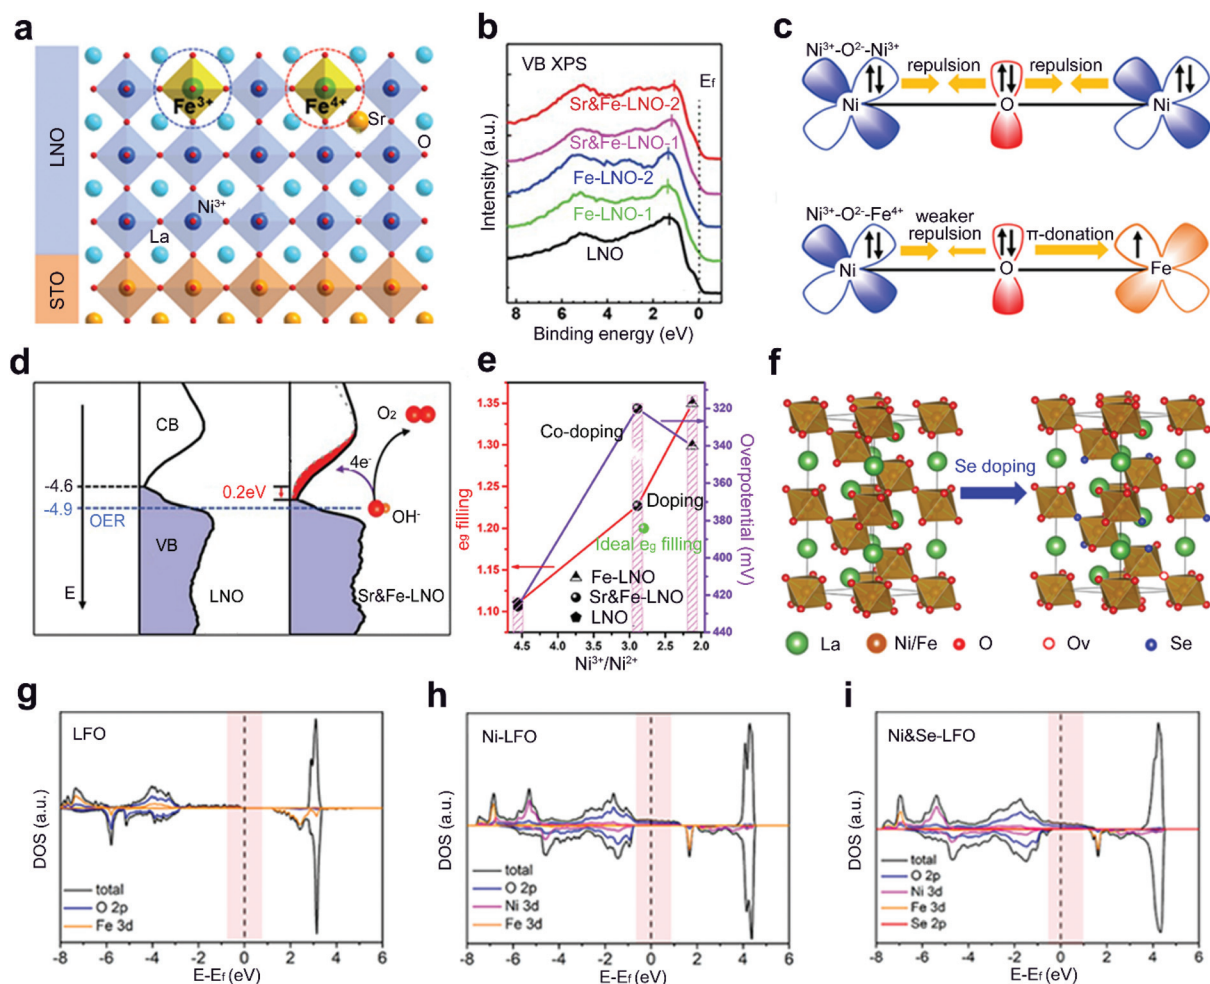 a
LNO
STO
Fe³⁺
Fe⁴⁺
Sr
O
Ni³⁺
La
b
VB XPS
E_f
Sr&Fe-LNO-2
Sr&Fe-LNO-1
Fe-LNO-2
Fe-LNO-1
LNO
Intensity (a.u.)
8 6 4 2 0
Binding energy (eV)
c
Ni³⁺-O²⁻-Ni³⁺
repulsion repulsion
Ni O Ni
Ni³⁺-O²⁻-Fe⁴⁺
weaker
repulsion π-donation
Ni O Fe
d
CB
-4.6
-4.9
OER
VB
E
LNO
0.2eV
4e⁻
O₂
OH⁻
Sr&Fe-LNO
e
e_g filling
1.35
1.30
1.25
1.20
1.15
1.10
Co-doping
Doping
Ideal e_g filling
Fe-LNO
Sr&Fe-LNO
LNO
4.5 4.0 3.5 3.0 2.5 2.0
Ni³⁺/Ni²⁺
320
340
360
380
400
420
440
Overpotential (mV)
f
Se doping
La Ni/Fe O Ov Se
g
LFO
DOS (a.u.)
total
O 2p
Fe 3d
-8 -6 -4 -2 0 2 4 6
E-E_f (eV)
h
Ni-LFO
DOS (a.u.)
total
O 2p
Ni 3d
Fe 3d
-8 -6 -4 -2 0 2 4 6
E-E_f (eV)
i
Ni&Se-LFO
DOS (a.u.)
total
O 2p
Ni 3d
Fe 3d
Se 2p
-8 -6 -4 -2 0 2 4 6
E-E_f (eV)